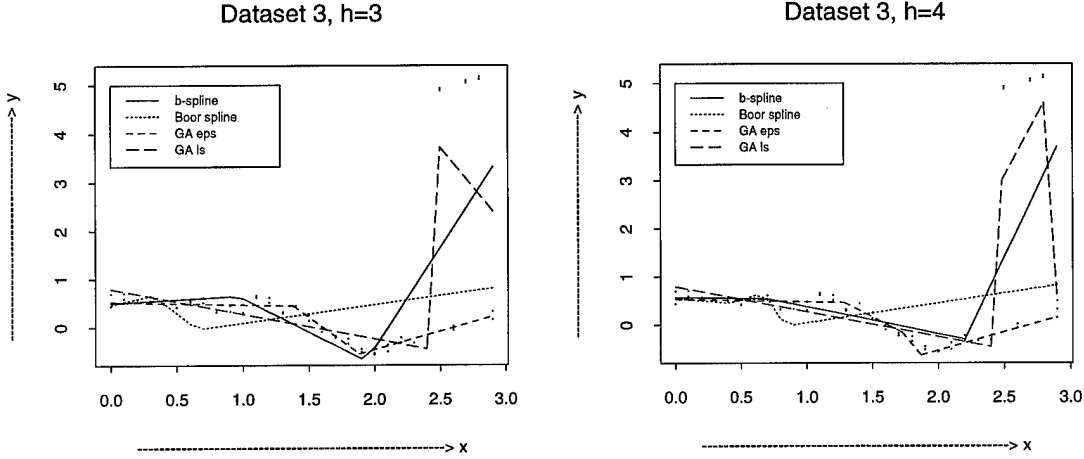 Dataset 3, h=3
y
5
4
3
2
1
0
b-spline
Boor spline
GA eps
GA ls
0.0 0.5 1.0 1.5 2.0 2.5 3.0
x
Dataset 3, h=4
y
5
4
3
2
1
0
b-spline
Boor spline
GA eps
GA ls
0.0 0.5 1.0 1.5 2.0 2.5 3.0
x